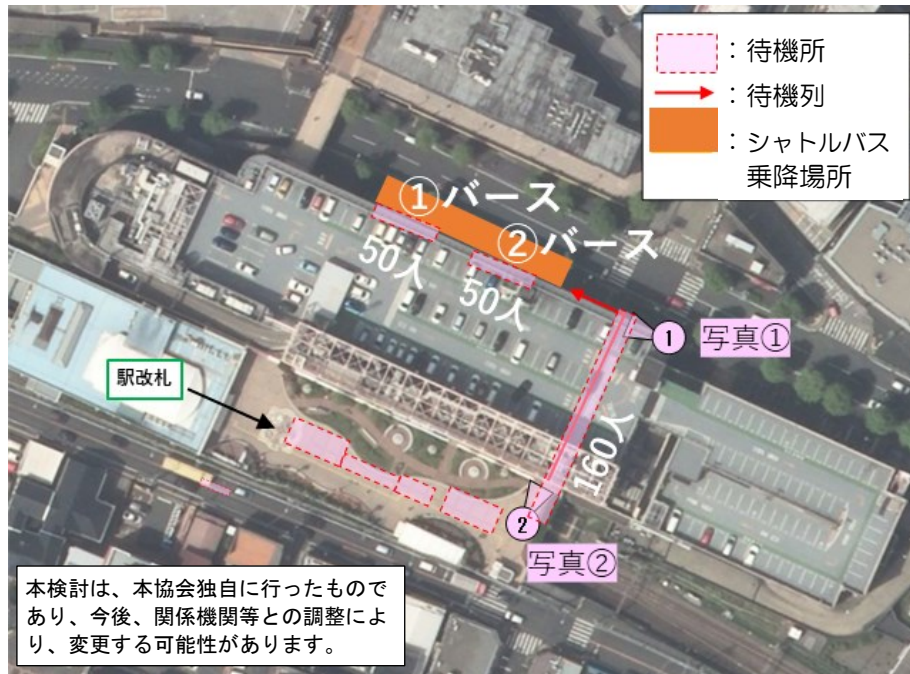 ：待機所
：待機列
：シャトルバス
乗降場所
①バース
②バース
50人
50人
1
写真①
駅改札
160人
2
写真②
本検討は、本協会独自に行ったもので
あり、今後、関係機関等との調整によ
り、変更する可能性があります。